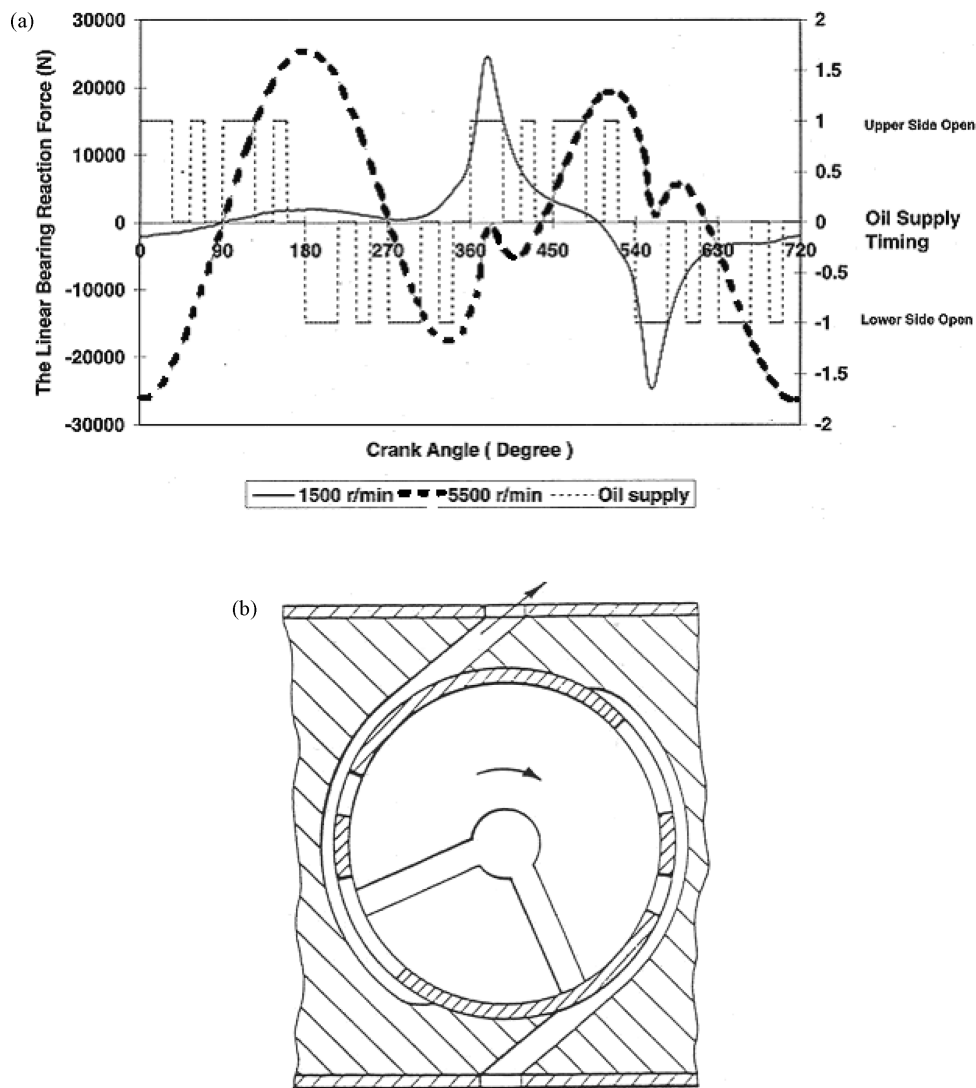 (a)
30000
20000
10000
0
-10000
-20000
-30000
The Linear Bearing Reaction Force (N)
0 90 180 270 360 450 540 630 720
Crank Angle ( Degree )
2
1.5
1
0.5
0
-0.5
-1
-1.5
-2
Upper Side Open
Oil Supply
Timing
Lower Side Open
1500 r/min 5500 r/min Oil supply
(b)